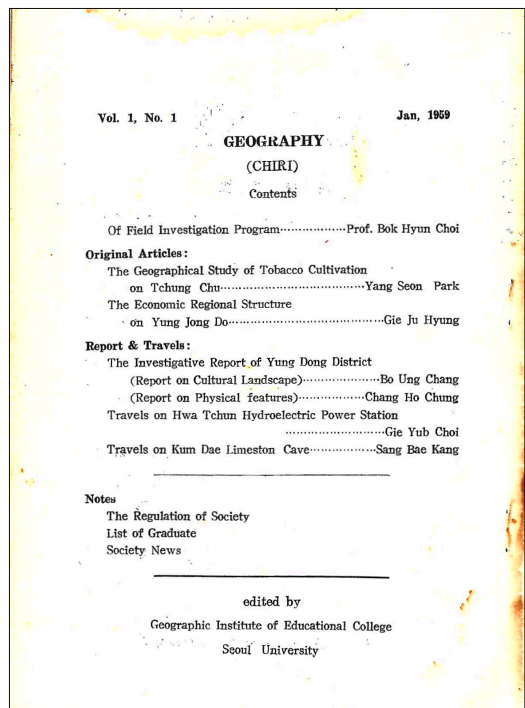 Vol. 1, No. 1 Jan, 1959
GEOGRAPHY
(CHIRI)
Contents
Of Field Investigation Program··················Prof. Bok Hyun Choi
Original Articles:
The Geographical Study of Tobacco Cultivation
on Tchung Chu·······································Yang Seon Park
The Economic Regional Structure
on Yung Jong Do··········································Gie Ju Hyung
Report & Travels:
The Investigative Report of Yung Dong District
(Report on Cultural Landscape)·····················Bo Ung Chang
(Report on Physical features)··················Chang Ho Chung
Travels on Hwa Tchun Hydroelectric Power Station
···························Gie Yub Choi
Travels on Kum Dae Limeston Cave··················Sang Bae Kang
Notes
The Regulation of Society
List of Graduate
Society News
edited by
Geographic Institute of Educational College
Seoul University